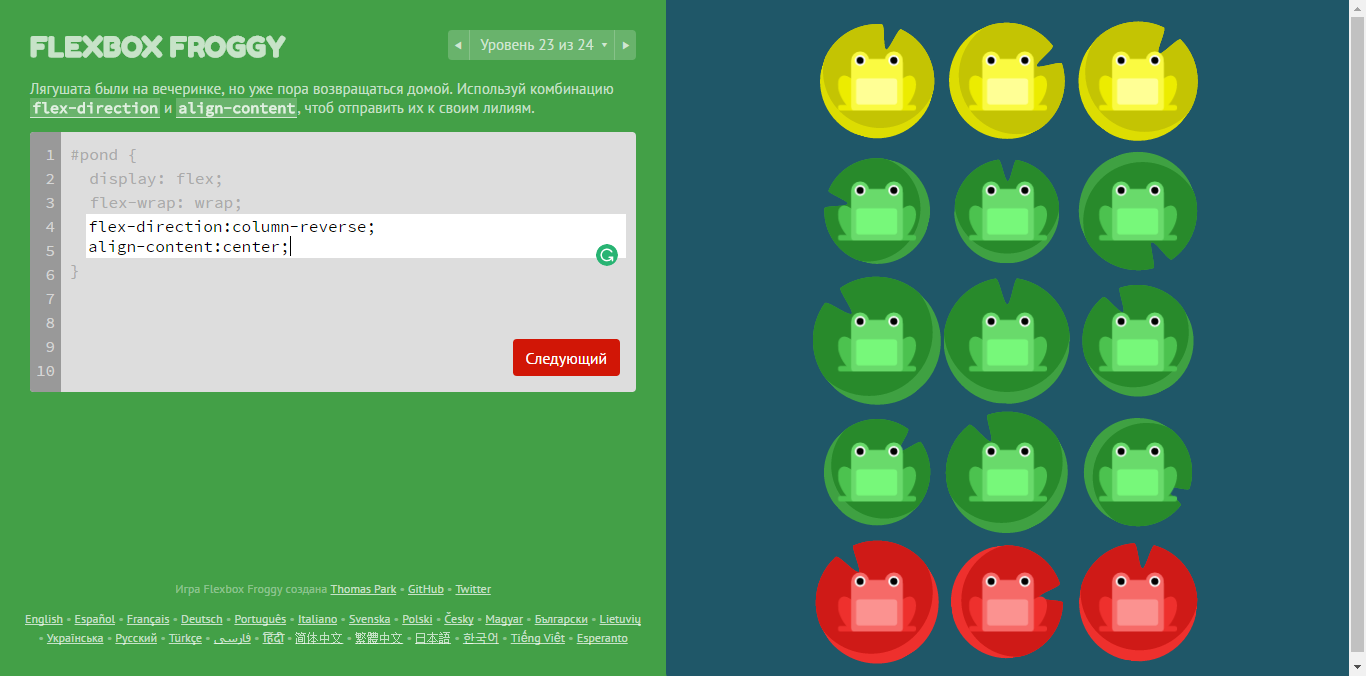 FLEXBOX FROGGY
◄ Уровень 23 из 24 ▾ ►
Лягушата были на вечеринке, но уже пора возвращаться домой. Используй комбинацию
flex-direction и align-content, чтоб отправить их к своим лилиям.
1 #pond {
2 display: flex;
3 flex-wrap: wrap;
4 flex-direction:column-reverse;
5 align-content:center;
6 }
7
8
9
10
Следующий
Игра Flexbox Froggy создана Thomas Park • GitHub • Twitter
English • Español • Français • Deutsch • Português • Italiano • Svenska • Polski • Česky • Magyar • Български • Lietuvių
• Українська • Русский • Türkçe • فارسی • हिंदी • 简体中文 • 繁體中文 • 日本語 • 한국어 • Tiếng Việt • Esperanto